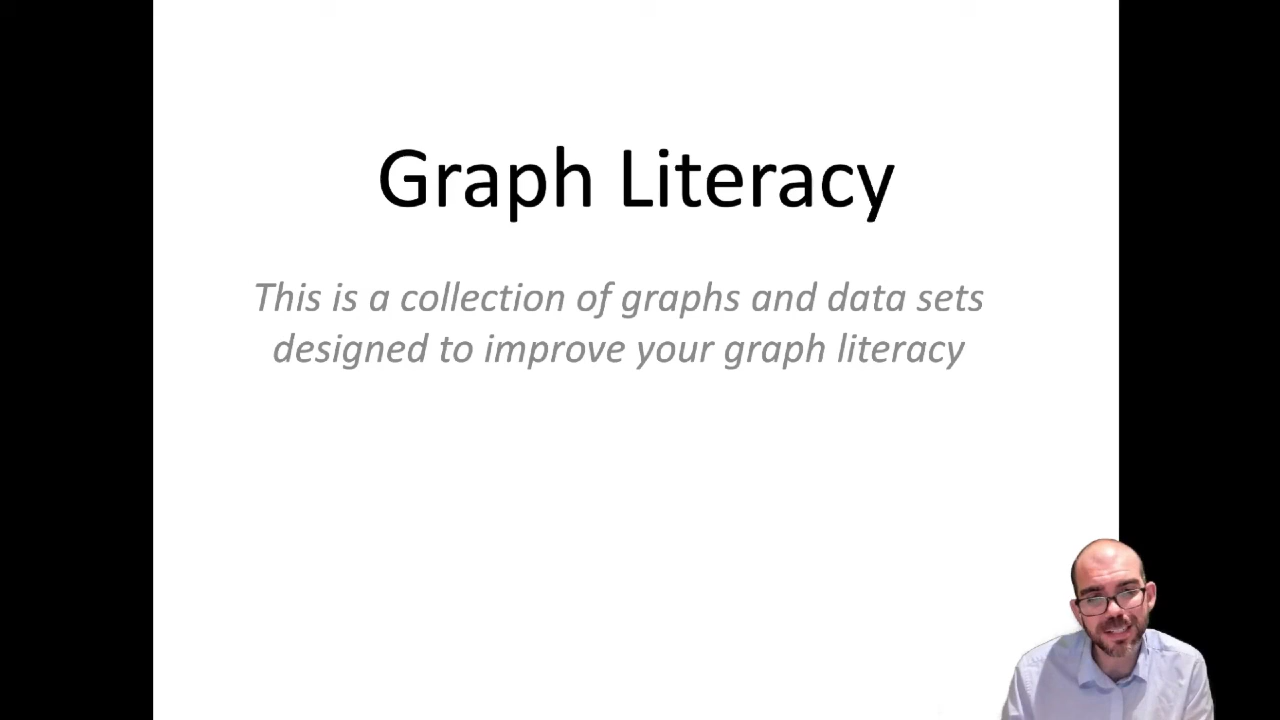 Graph Literacy
This is a collection of graphs and data sets
designed to improve your graph literacy